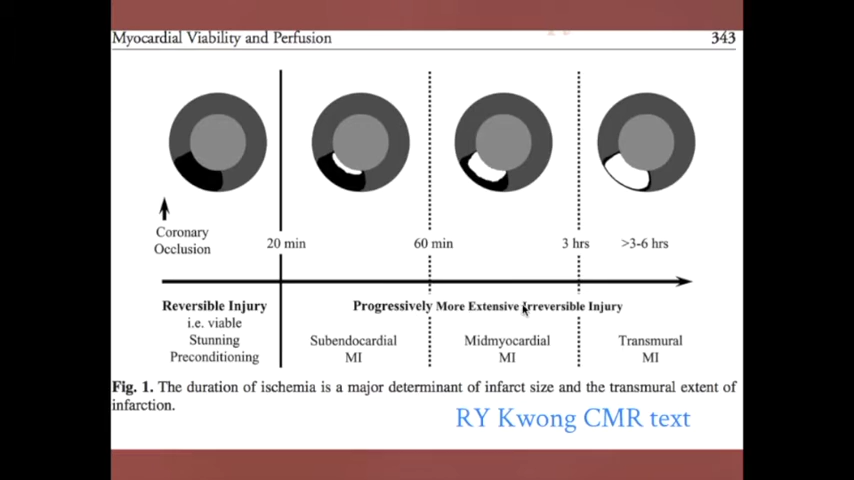 Myocardial Viability and Perfusion 343
Coronary
Occlusion
20 min 60 min 3 hrs >3-6 hrs
Reversible Injury
i.e. viable
Stunning
Preconditioning
Progressively More Extensive Irreversible Injury
Subendocardial
MI
Midmyocardial
MI
Transmural
MI
Fig. 1. The duration of ischemia is a major determinant of infarct size and the transmural extent of
infarction.
RY Kwong CMR text